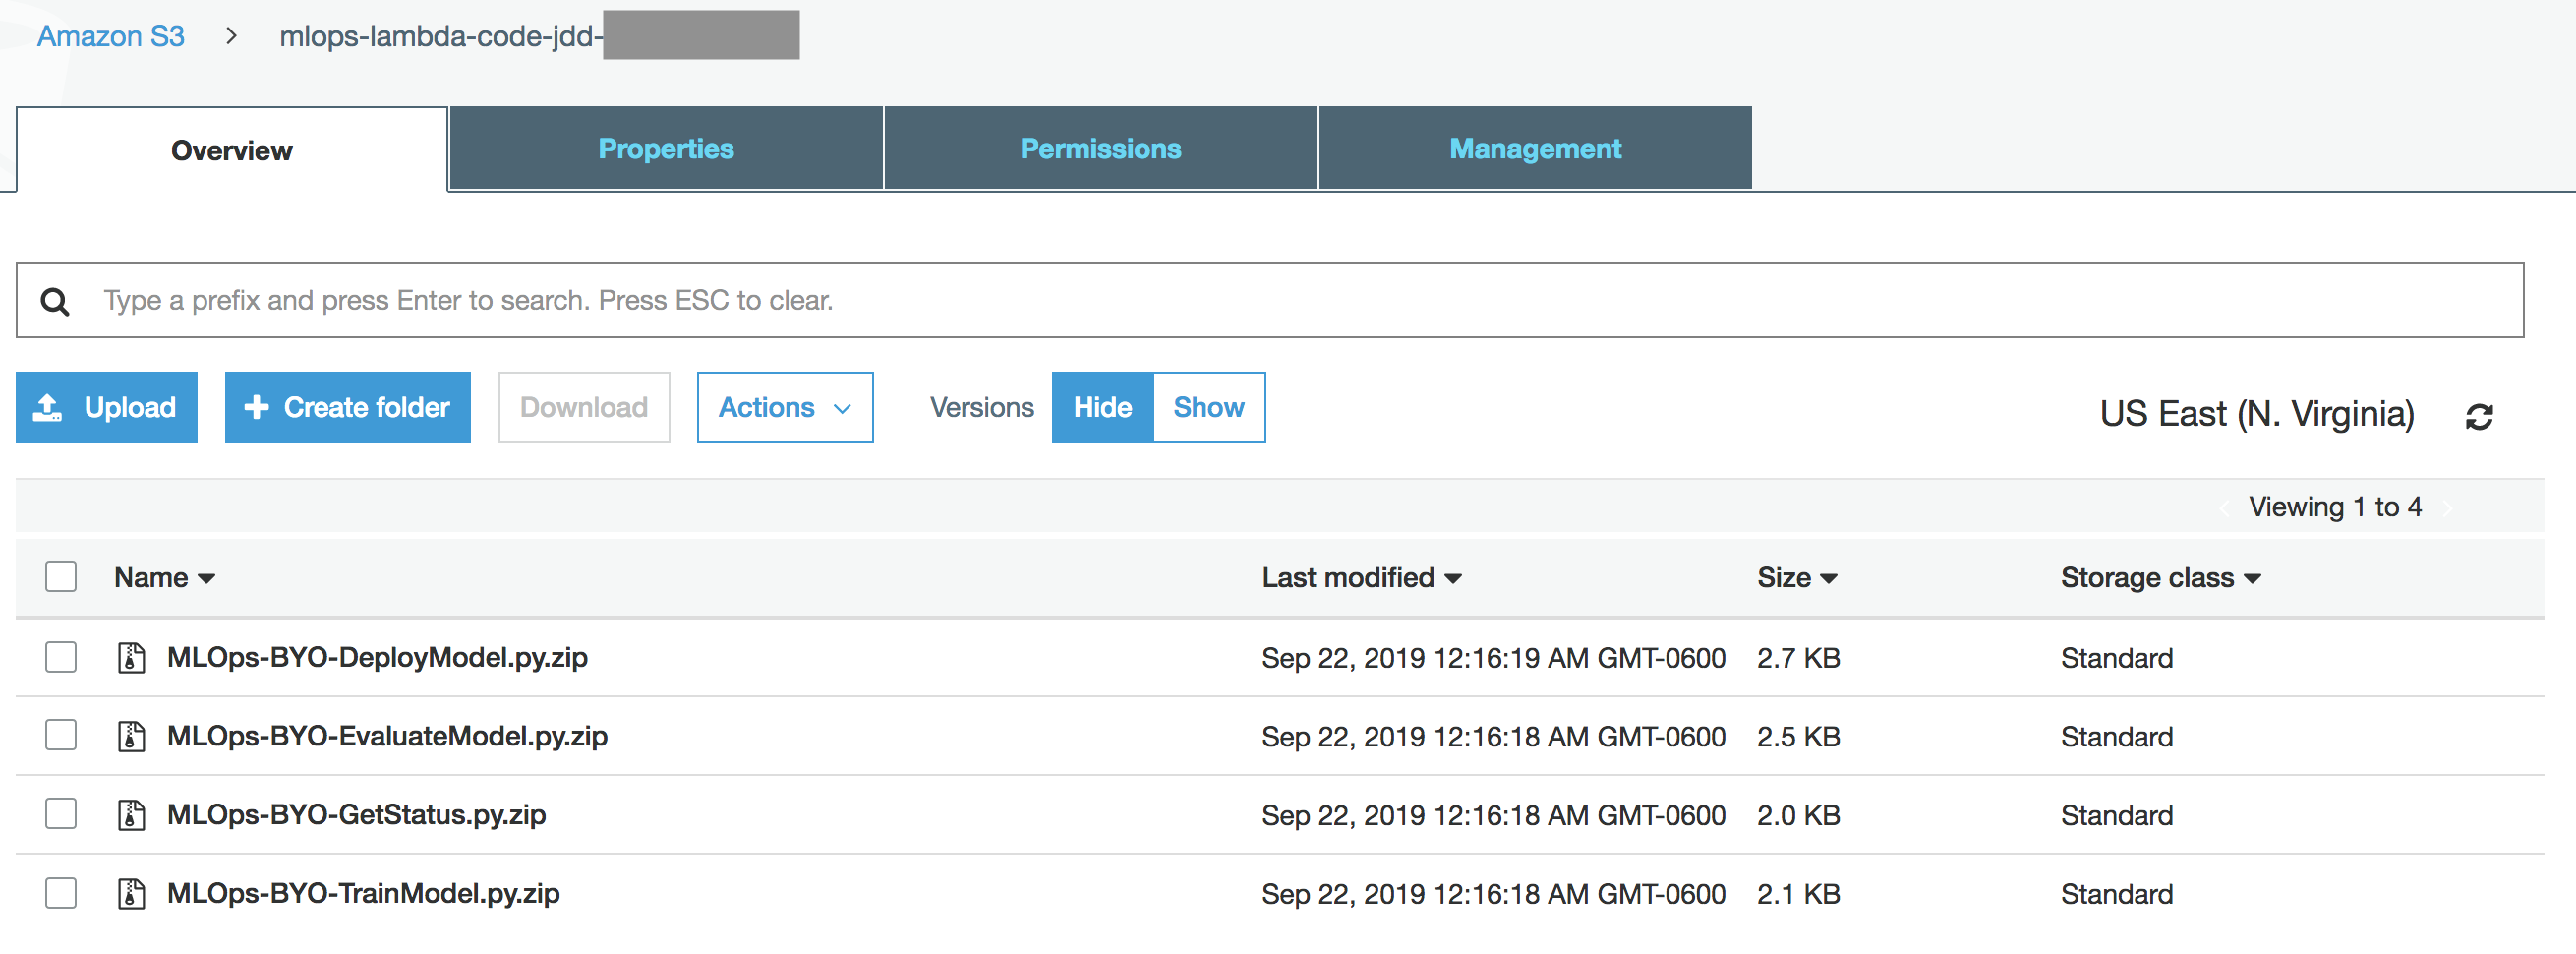 Amazon S3 > mlops-lambda-code-jdd-
Overview Properties Permissions Management
Type a prefix and press Enter to search. Press ESC to clear.
Upload + Create folder Download Actions Versions Hide Show US East (N. Virginia)
Viewing 1 to 4
Name Last modified Size Storage class
MLOps-BYO-DeployModel.py.zip Sep 22, 2019 12:16:19 AM GMT-0600 2.7 KB Standard
MLOps-BYO-EvaluateModel.py.zip Sep 22, 2019 12:16:18 AM GMT-0600 2.5 KB Standard
MLOps-BYO-GetStatus.py.zip Sep 22, 2019 12:16:18 AM GMT-0600 2.0 KB Standard
MLOps-BYO-TrainModel.py.zip Sep 22, 2019 12:16:18 AM GMT-0600 2.1 KB Standard